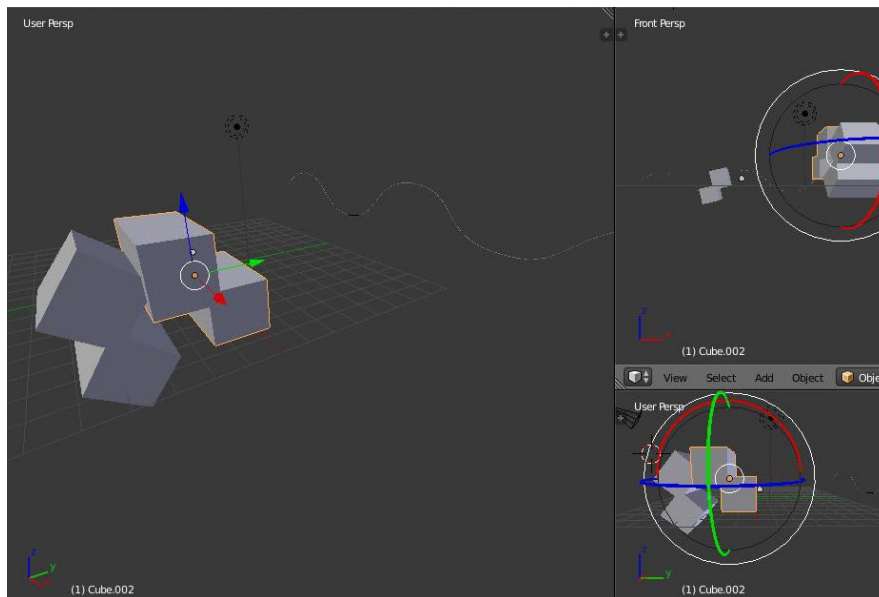 User Persp
z
y
x
(1) Cube.002
Front Persp
z
x
(1) Cube.002
View Select Add Object Obje
User Persp
z
y
(1) Cube.002